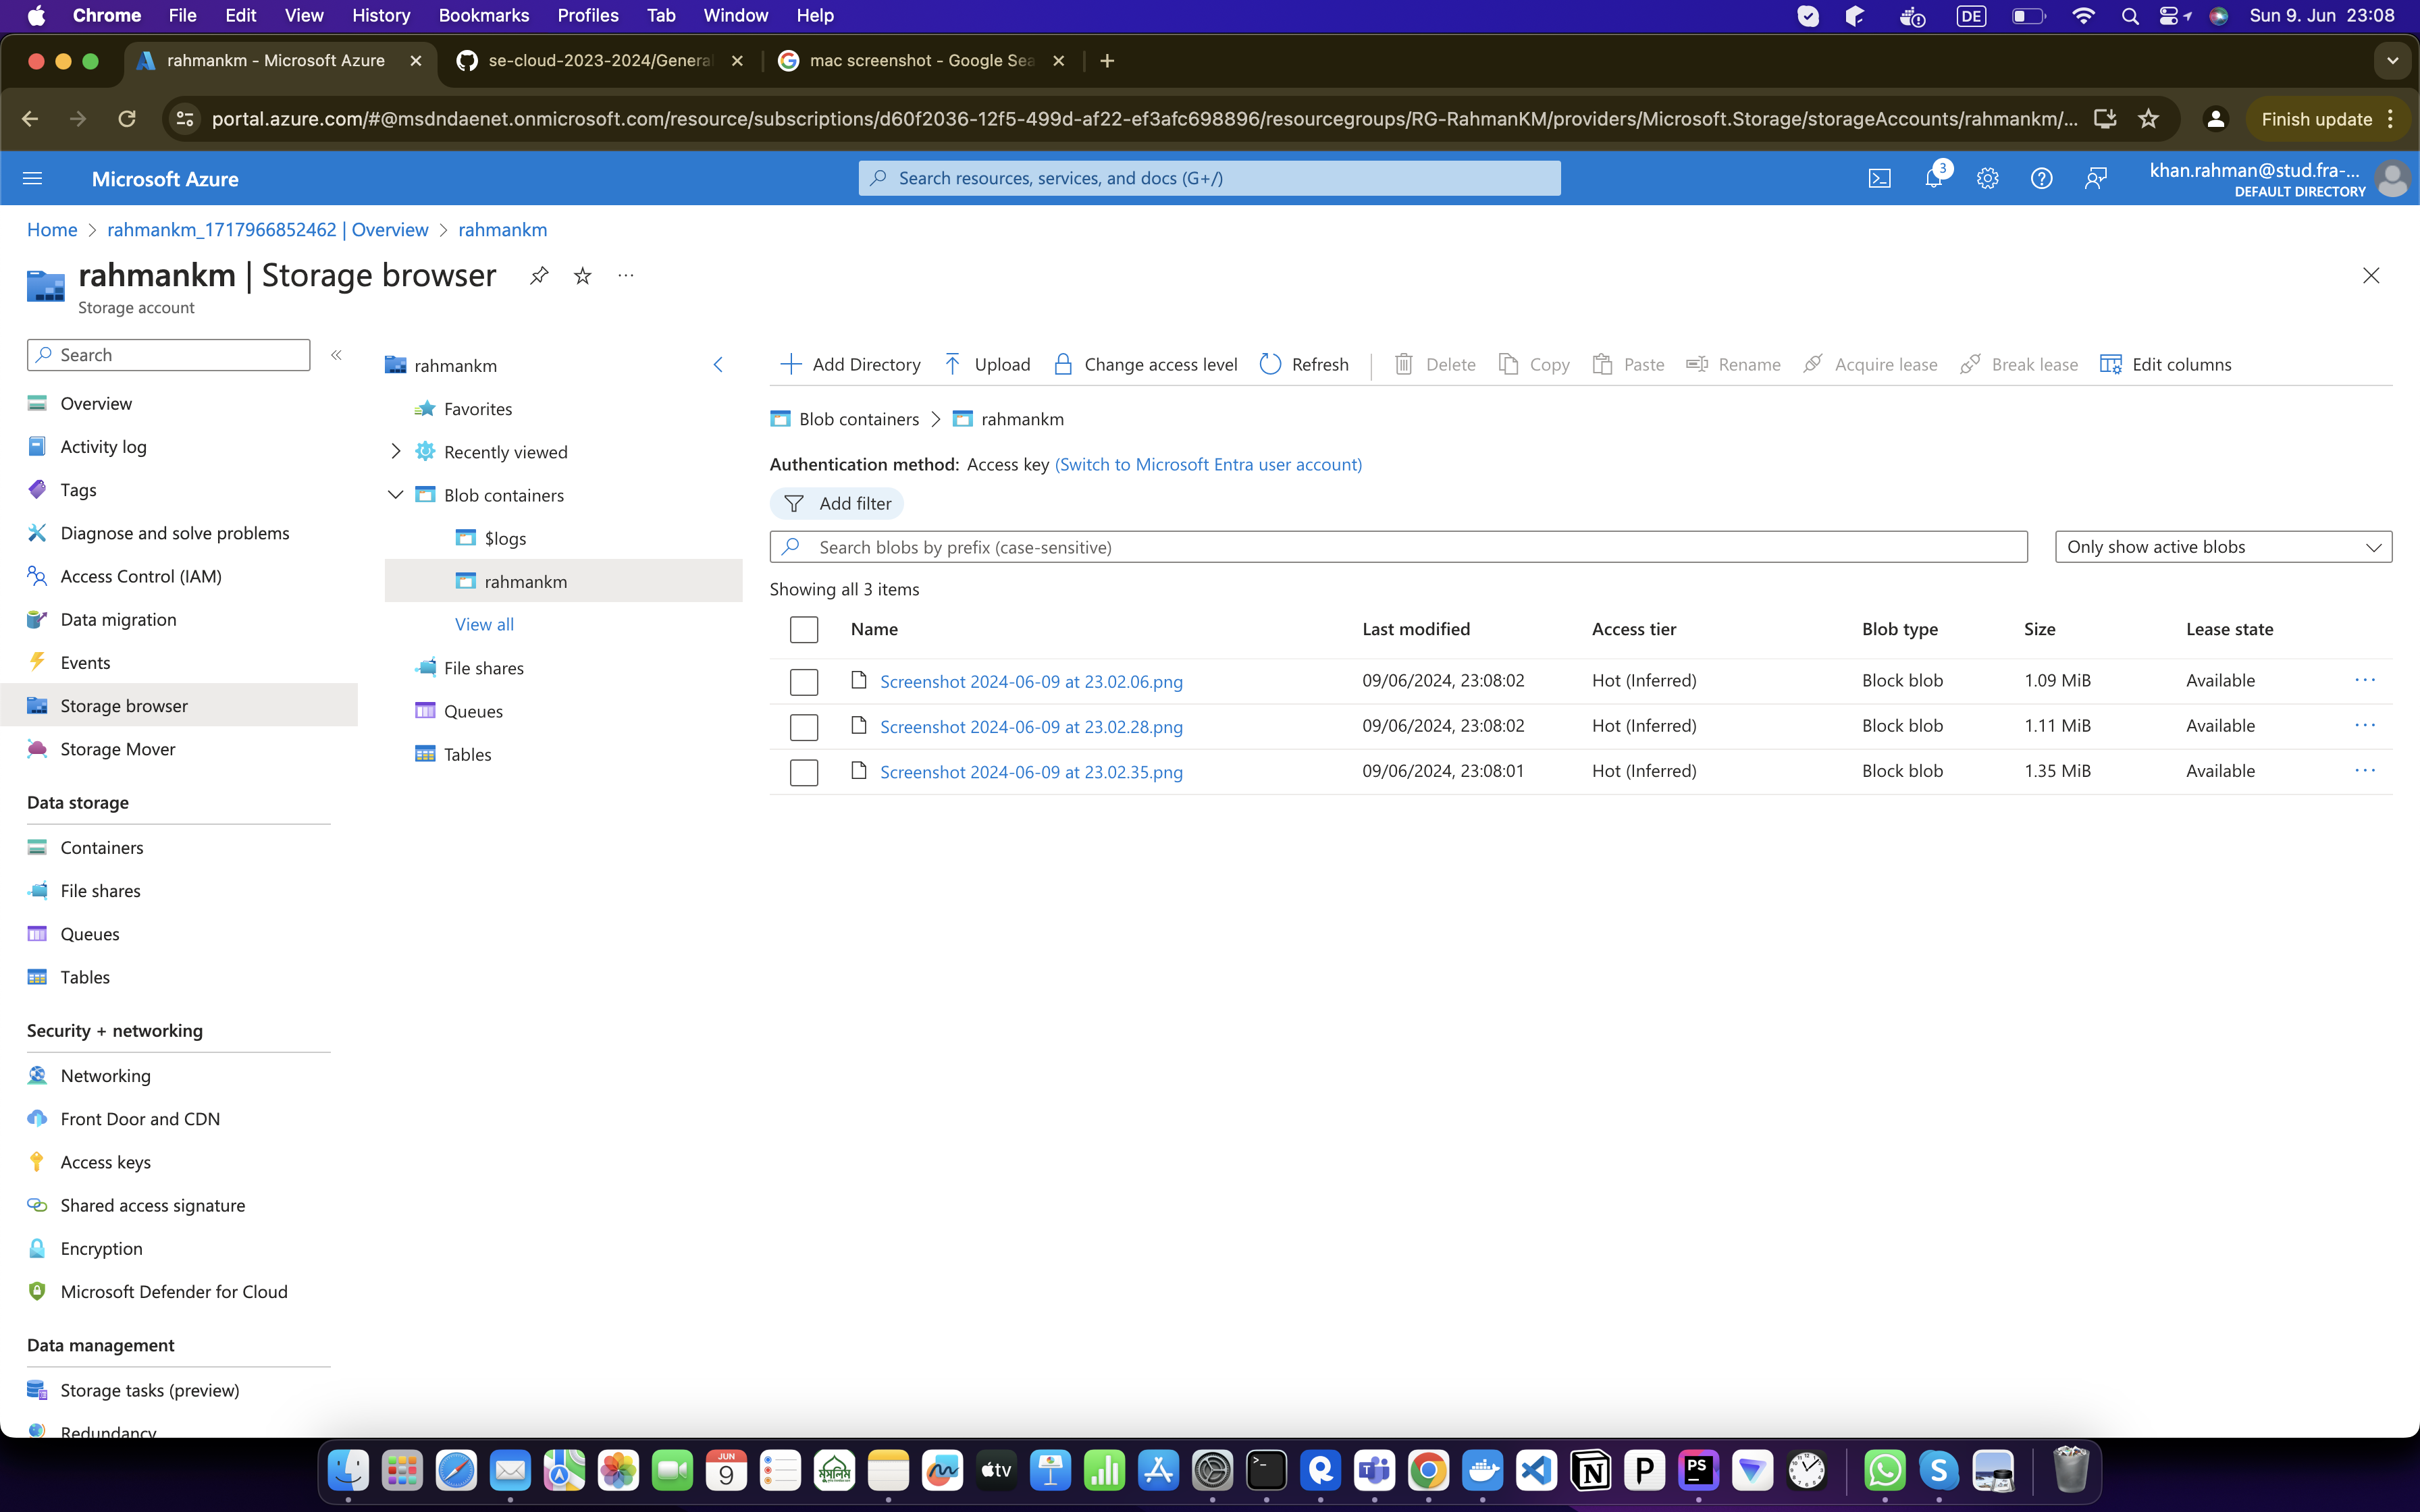 Chrome File Edit View History Bookmarks Profiles Tab Window Help DE Sun 9. Jun 23:08
rahmankm - Microsoft Azure se-cloud-2023-2024/General mac screenshot - Google Sea
portal.azure.com/#@msdndaenet.onmicrosoft.com/resource/subscriptions/d60f2036-12f5-499d-af22-ef3afc698896/resourcegroups/RG-RahmanKM/providers/Microsoft.Storage/storageAccounts/rahmankm/... Finish update
Microsoft Azure Search resources, services, and docs (G+/) 3 khan.rahman@stud.fra-...
DEFAULT DIRECTORY
Home > rahmankm_1717966852462 | Overview > rahmankm
rahmankm | Storage browser ...
Storage account
Search
Overview
Activity log
Tags
Diagnose and solve problems
Access Control (IAM)
Data migration
Events
Storage browser
Storage Mover
Data storage
Containers
File shares
Queues
Tables
Security + networking
Networking
Front Door and CDN
Access keys
Shared access signature
Encryption
Microsoft Defender for Cloud
Data management
Storage tasks (preview)
Redundancy
rahmankm
Favorites
Recently viewed
Blob containers
$logs
rahmankm
View all
File shares
Queues
Tables
Add Directory Upload Change access level Refresh Delete Copy Paste Rename Acquire lease Break lease Edit columns
Blob containers > rahmankm
Authentication method: Access key (Switch to Microsoft Entra user account)
Add filter
Search blobs by prefix (case-sensitive) Only show active blobs
Showing all 3 items
Name Last modified Access tier Blob type Size Lease state
Screenshot 2024-06-09 at 23.02.06.png 09/06/2024, 23:08:02 Hot (Inferred) Block blob 1.09 MiB Available ...
Screenshot 2024-06-09 at 23.02.28.png 09/06/2024, 23:08:02 Hot (Inferred) Block blob 1.11 MiB Available ...
Screenshot 2024-06-09 at 23.02.35.png 09/06/2024, 23:08:01 Hot (Inferred) Block blob 1.35 MiB Available ...
JUN
9
মুসলিম
tv
PS